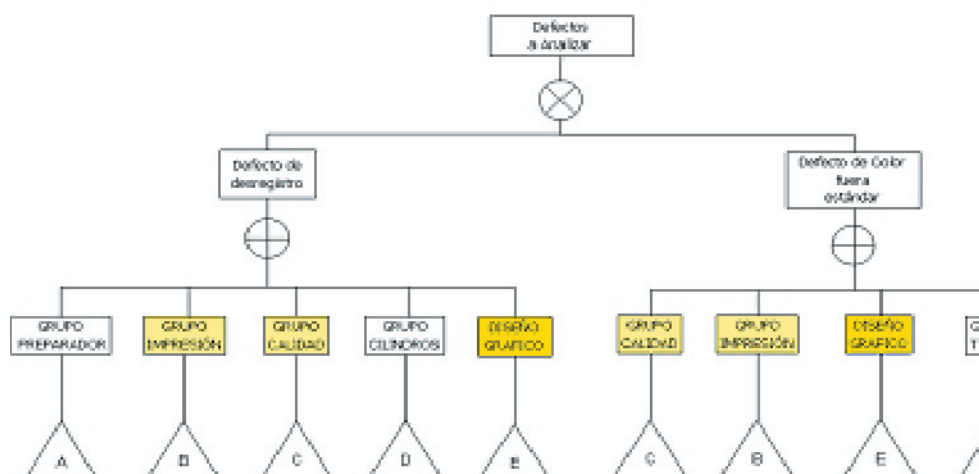 Defectos
a Analizar
Defecto de
desregistro
Defecto de Color
fuera
estándar
GRUPO
PREPARADOR
GRUPO
IMPRESIÓN
GRUPO
CALIDAD
GRUPO
CILINDROS
DISEÑO
GRAFICO
GRUPO
CALIDAD
GRUPO
IMPRESIÓN
DISEÑO
GRAFICO
G
T
A
B
C
D
E
C
B
E